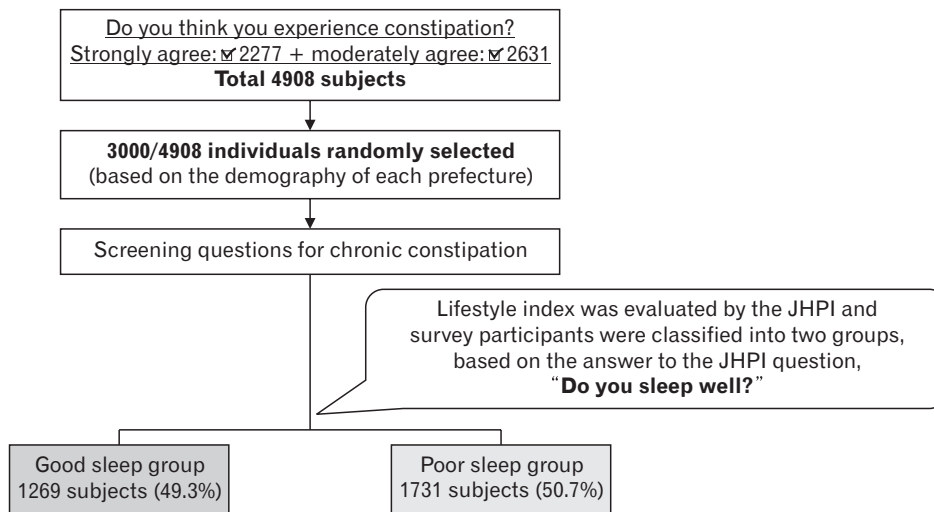 Do you think you experience constipation?
Strongly agree: ☑ 2277 + moderately agree: ☑ 2631
Total 4908 subjects
3000/4908 individuals randomly selected
(based on the demography of each prefecture)
Screening questions for chronic constipation
Lifestyle index was evaluated by the JHPI and
survey participants were classified into two groups,
based on the answer to the JHPI question,
“Do you sleep well?”
Good sleep group
1269 subjects (49.3%)
Poor sleep group
1731 subjects (50.7%)